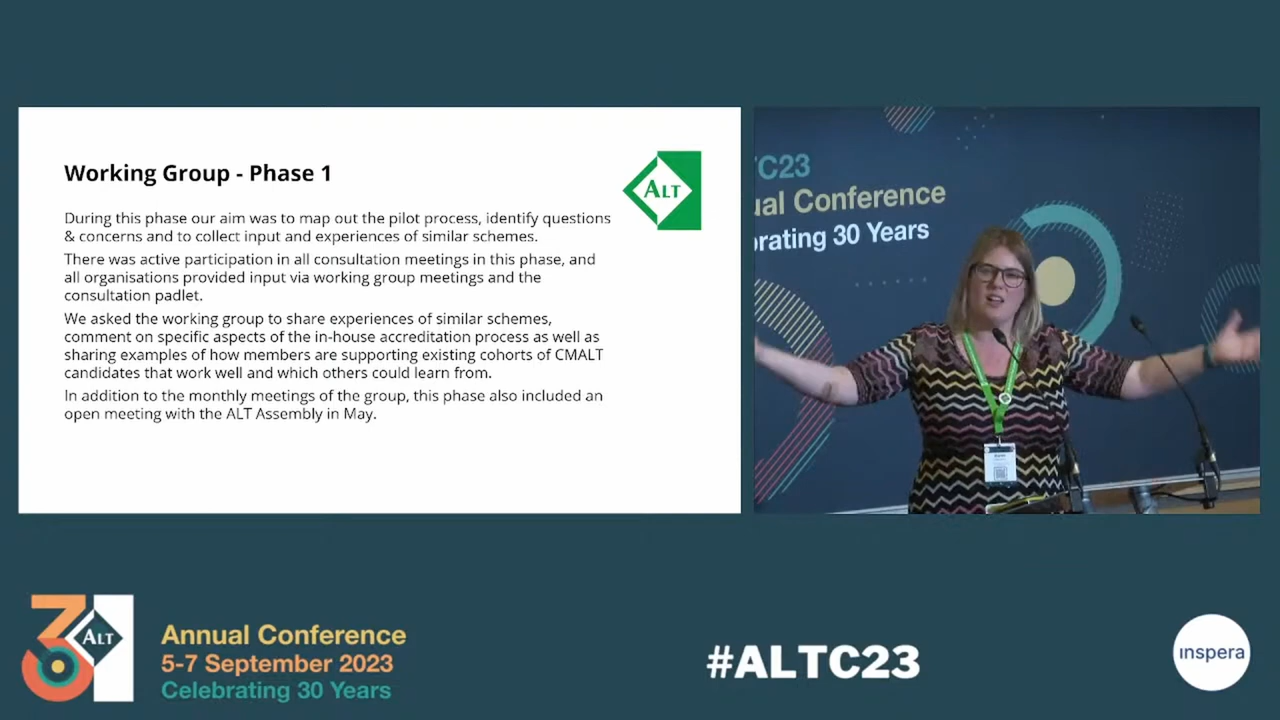 Working Group - Phase 1
ALT
During this phase our aim was to map out the pilot process, identify questions
& concerns and to collect input and experiences of similar schemes.
There was active participation in all consultation meetings in this phase, and
all organisations provided input via working group meetings and the
consultation padlet.
We asked the working group to share experiences of similar schemes,
comment on specific aspects of the in-house accreditation process as well as
sharing examples of how members are supporting existing cohorts of CMALT
candidates that work well and which others could learn from.
In addition to the monthly meetings of the group, this phase also included an
open meeting with the ALT Assembly in May.
TC23
ual Conference
brating 30 Years
30
ALT
Annual Conference
5-7 September 2023
Celebrating 30 Years
#ALTC23
inspera